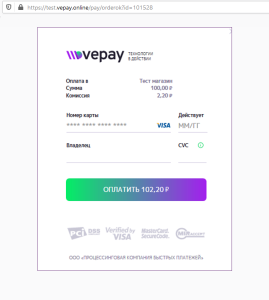 https://test.vepay.online/pay/orderok?id=101528
vepay ТЕХНОЛОГИИ В ДЕЙСТВИИ
Оплата в Тест магазин
Сумма 100,00 ₽
Комиссия 2,20 ₽
Номер карты Действует
**** **** **** **** VISA ММ/ГГ
Владелец CVC
ОПЛАТИТЬ 102,20 ₽
PCI DSS Verified by VISA MasterCard. SecureCode.
ООО «ПРОЦЕССИНГОВАЯ КОМПАНИЯ БЫСТРЫХ ПЛАТЕЖЕЙ»